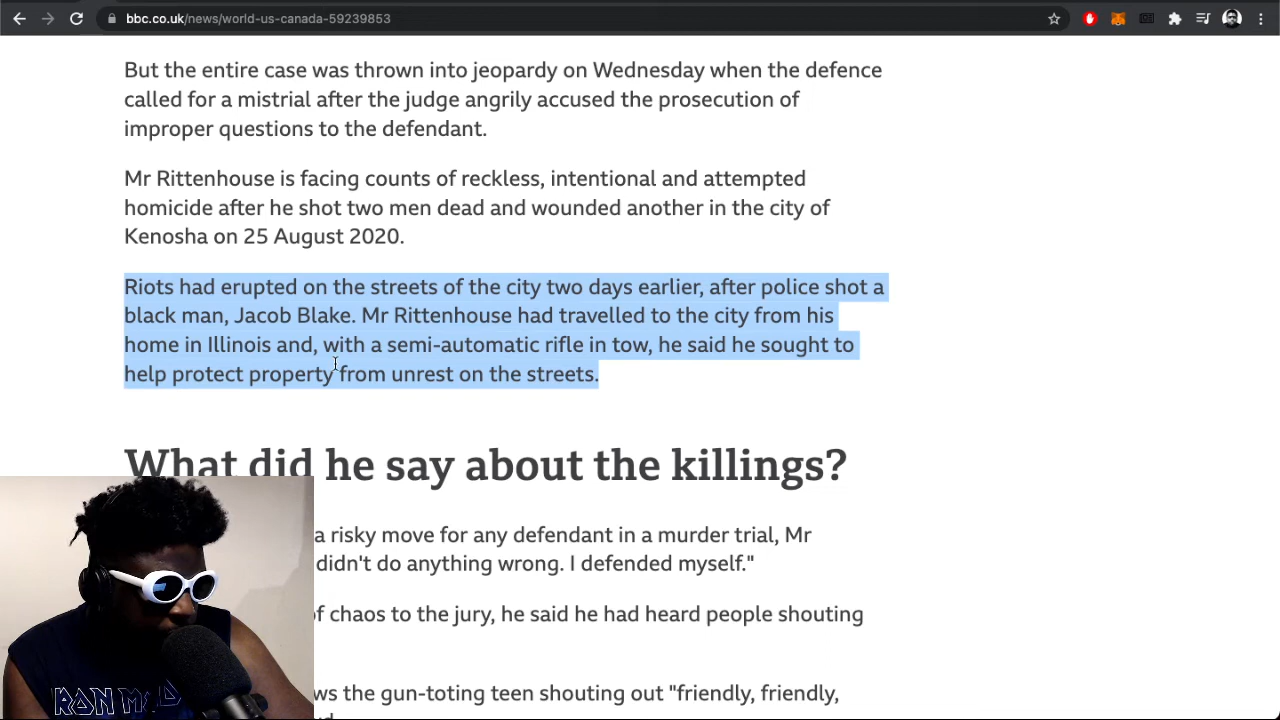 bbc.co.uk/news/world-us-canada-59239853
But the entire case was thrown into jeopardy on Wednesday when the defence
called for a mistrial after the judge angrily accused the prosecution of
improper questions to the defendant.
Mr Rittenhouse is facing counts of reckless, intentional and attempted
homicide after he shot two men dead and wounded another in the city of
Kenosha on 25 August 2020.
Riots had erupted on the streets of the city two days earlier, after police shot a
black man, Jacob Blake. Mr Rittenhouse had travelled to the city from his
home in Illinois and, with a semi-automatic rifle in tow, he said he sought to
help protect property from unrest on the streets.
What did he say about the killings?
a risky move for any defendant in a murder trial, Mr
didn't do anything wrong. I defended myself."
of chaos to the jury, he said he had heard people shouting
ws the gun-toting teen shouting out "friendly, friendly,